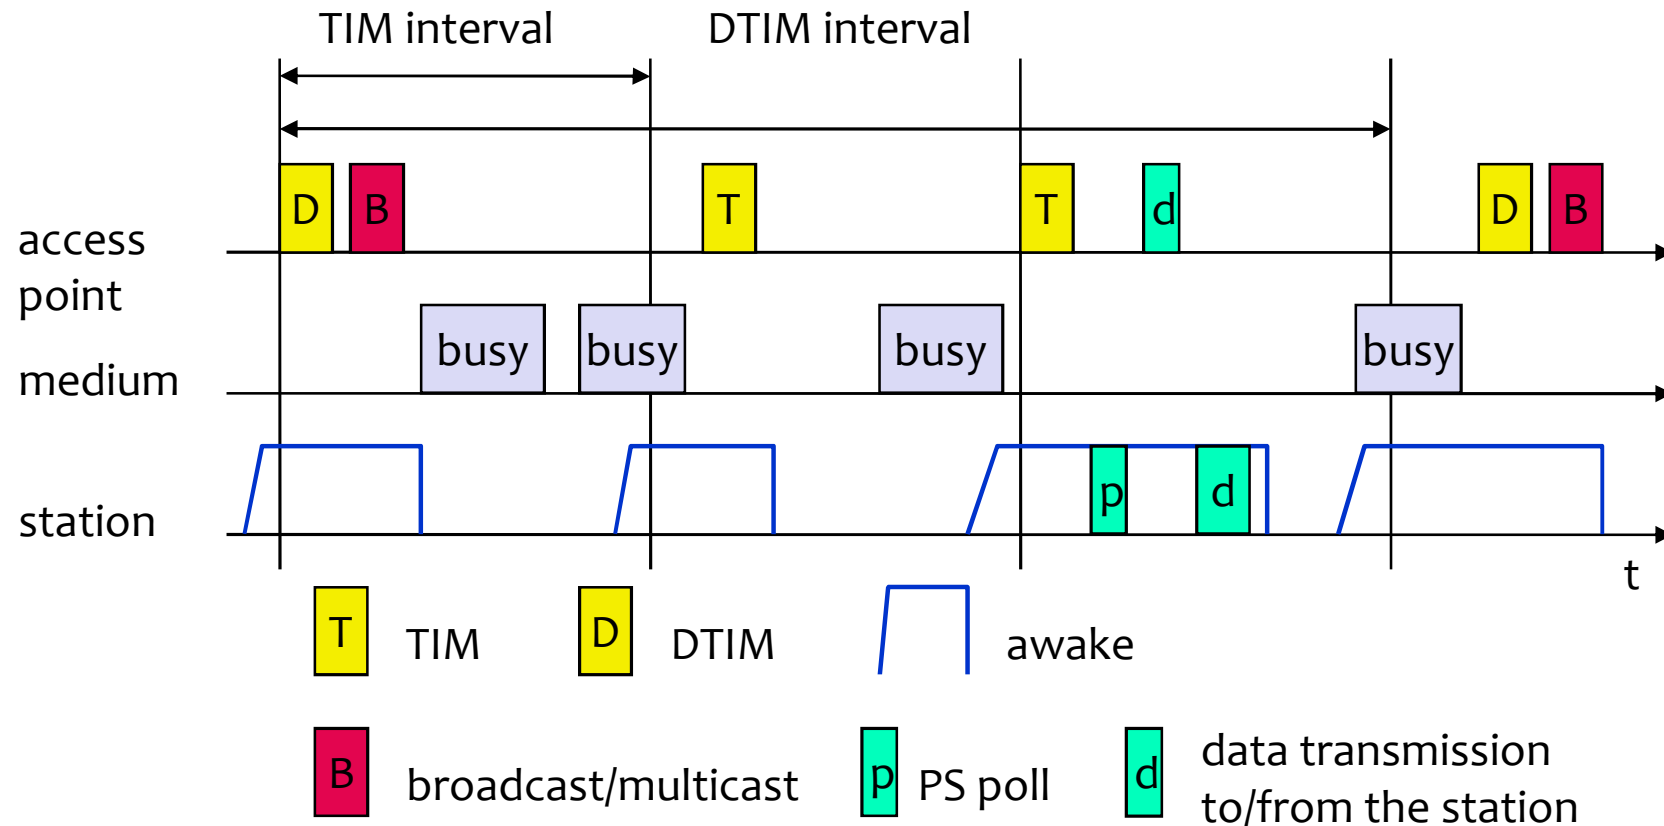 TIM interval DTIM interval
D B T T d D B
access
point
busy busy busy busy
medium
p d
station
t
T TIM D DTIM awake
B broadcast/multicast p PS poll d data transmission
to/from the station